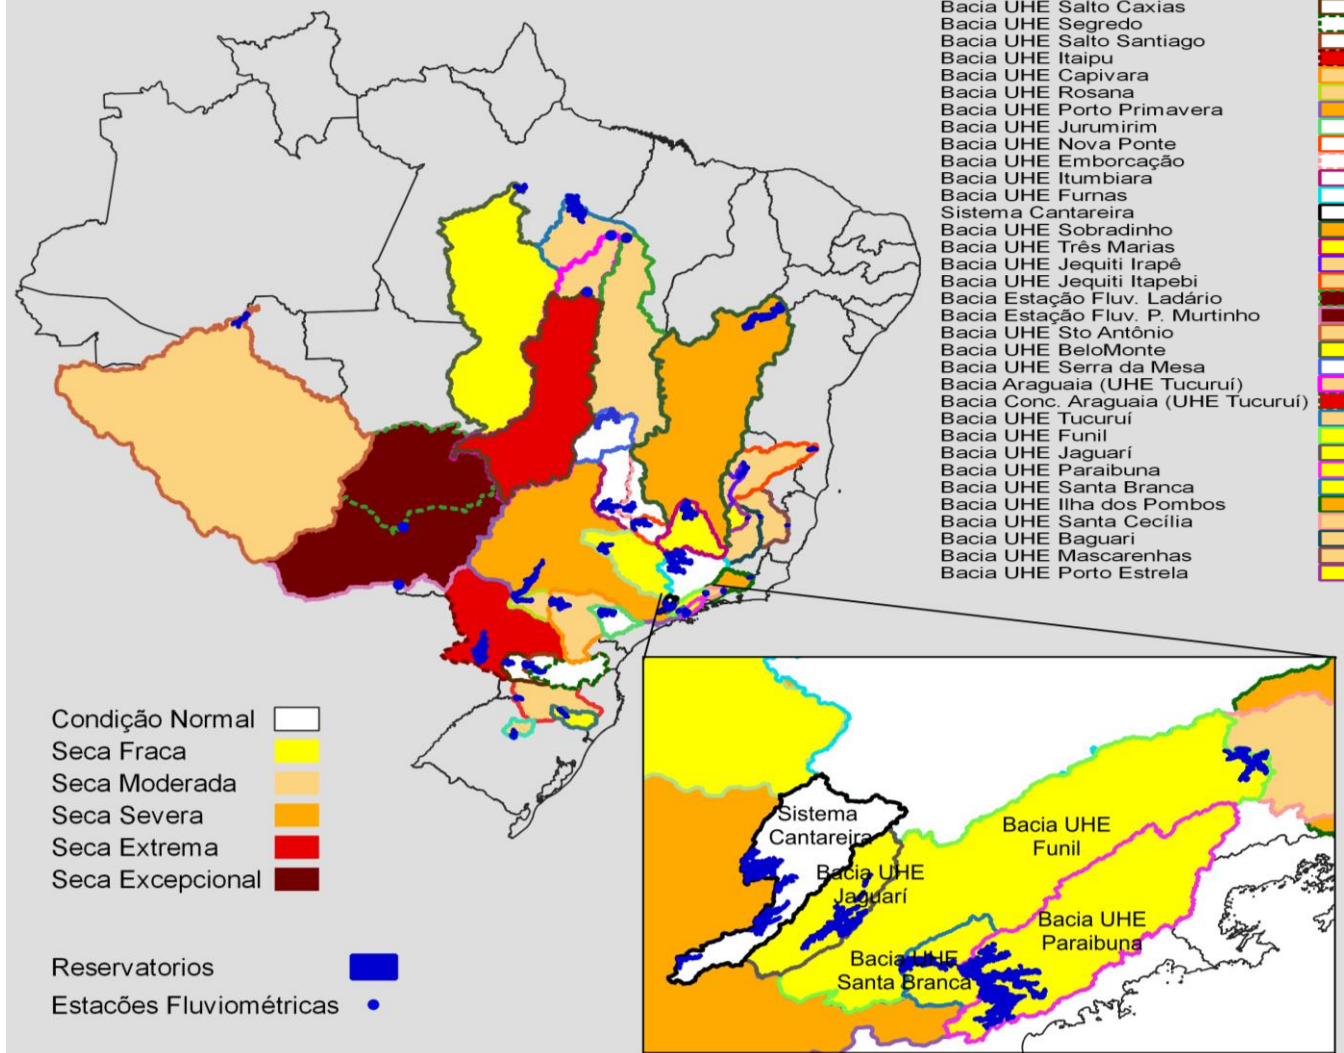 Bacia UHE Salto Caxias
Bacia UHE Segredo
Bacia UHE Salto Santiago
Bacia UHE Itaipu
Bacia UHE Capivara
Bacia UHE Rosana
Bacia UHE Porto Primavera
Bacia UHE Jurumirim
Bacia UHE Nova Ponte
Bacia UHE Emborcação
Bacia UHE Itumbiara
Bacia UHE Furnas
Sistema Cantareira
Bacia UHE Sobradinho
Bacia UHE Três Marias
Bacia UHE Jequiti Irapê
Bacia UHE Jequiti Itapebi
Bacia Estação Fluv. Ladário
Bacia Estação Fluv. P. Murtinho
Bacia UHE Sto Antônio
Bacia UHE BeloMonte
Bacia UHE Serra da Mesa
Bacia Araguaia (UHE Tucuruí)
Bacia Conc. Araguaia (UHE Tucuruí)
Bacia UHE Tucuruí
Bacia UHE Funil
Bacia UHE Jaguarí
Bacia UHE Paraibuna
Bacia UHE Santa Branca
Bacia UHE Ilha dos Pombos
Bacia UHE Santa Cecília
Bacia UHE Baguari
Bacia UHE Mascarenhas
Bacia UHE Porto Estrela
Condição Normal
Seca Fraca
Seca Moderada
Seca Severa
Seca Extrema
Seca Excepcional
Reservatorios
Estacões Fluviométricas
Sistema
Cantareira
Bacia UHE
Jaguarí
Bacia UHE
Funil
Bacia UHE
Paraibuna
Bacia UHE
Santa Branca